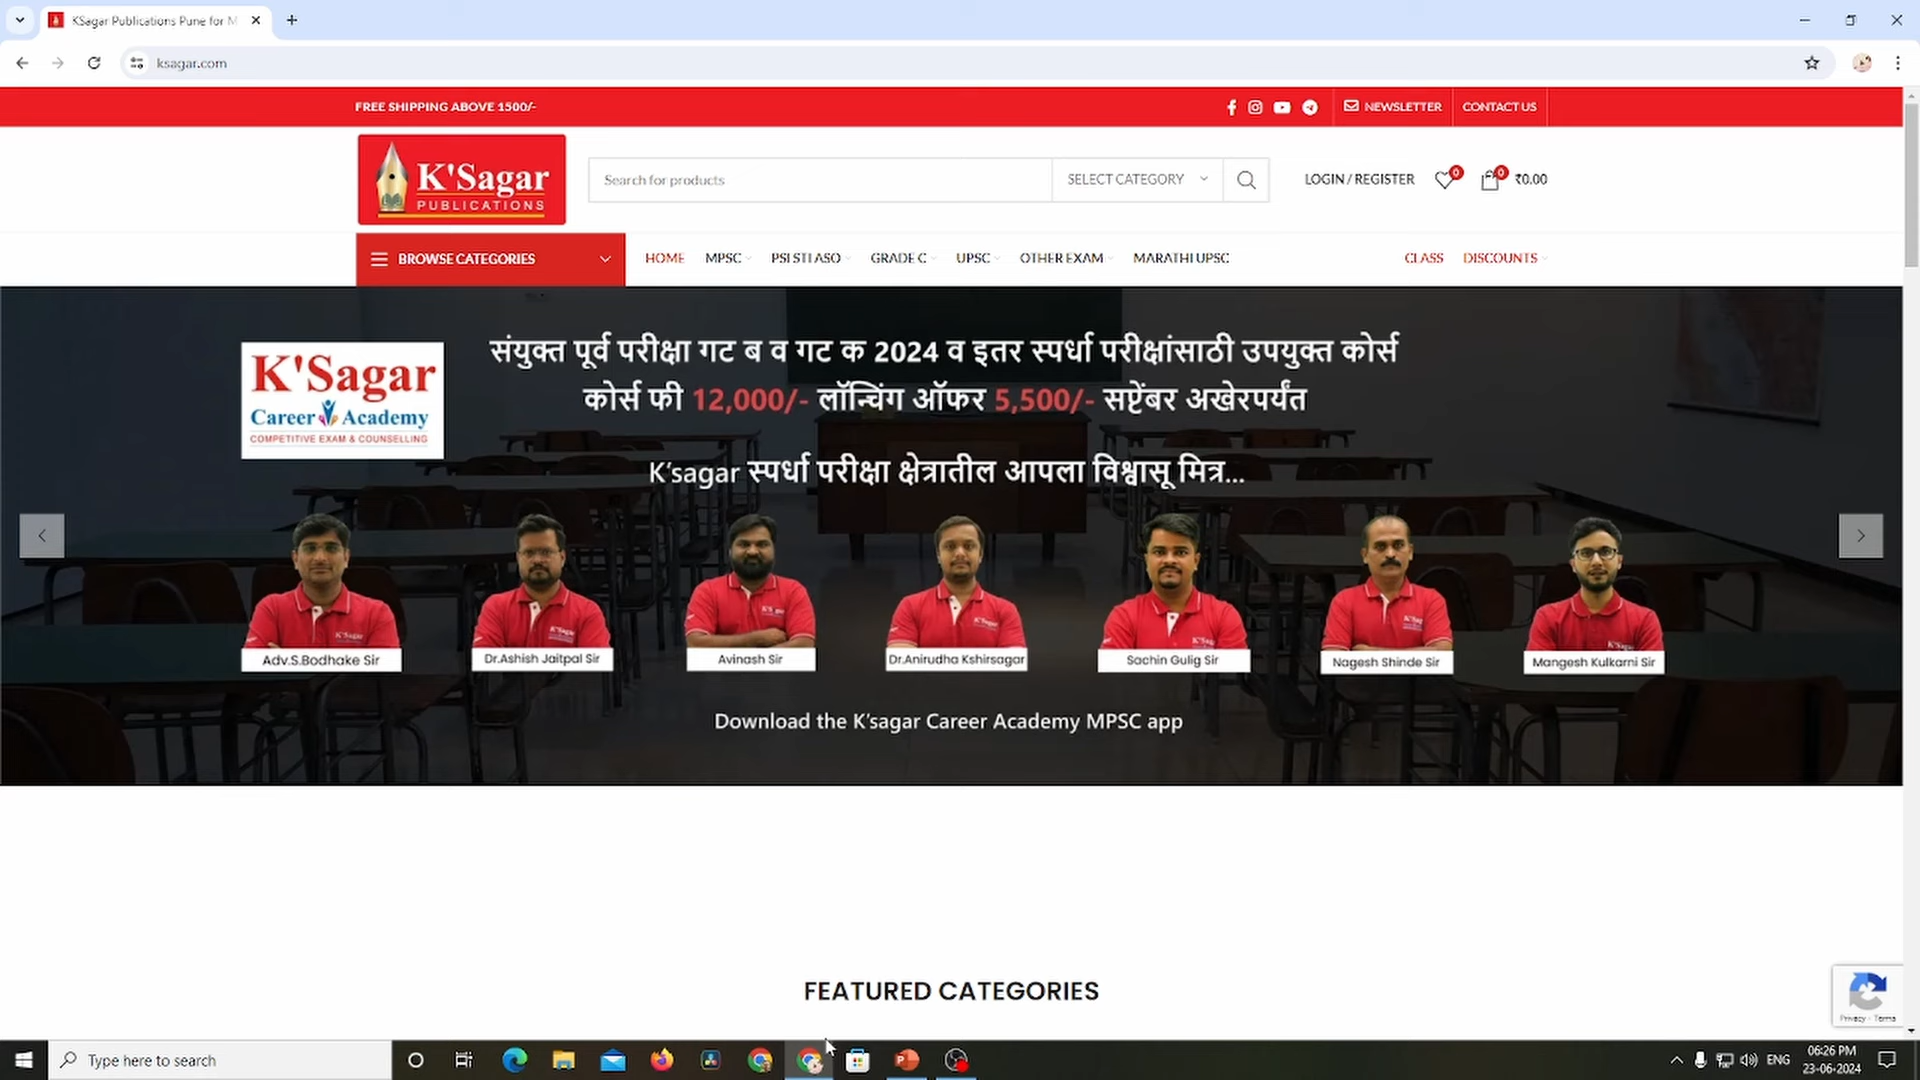 KSagar Publications Pune for M
ksagar.com
FREE SHIPPING ABOVE 1500/-
NEWSLETTER
CONTACT US
K'Sagar
PUBLICATIONS
Search for products
SELECT CATEGORY
LOGIN / REGISTER
0
0
₹0.00
BROWSE CATEGORIES
HOME
MPSC
PSI STI ASO
GRADE C
UPSC
OTHER EXAM
MARATHI UPSC
CLASS
DISCOUNTS
K'Sagar
Career Academy
COMPETITIVE EXAM & COUNSELLING
संयुक्त पूर्व परीक्षा गट ब व गट क 2024 व इतर स्पर्धा परीक्षांसाठी उपयुक्त कोर्स
कोर्स फी 12,000/- लॉन्चिंग ऑफर 5,500/- सप्टेंबर अखेरपर्यंत
K'sagar स्पर्धा परीक्षा क्षेत्रातील आपला विश्वासू मित्र...
Adv.S.Bodhake Sir
Dr.Ashish Jaitpal Sir
Avinash Sir
Dr.Anirudha Kshirsagar
Sachin Gulig Sir
Nagesh Shinde Sir
Mangesh Kulkarni Sir
Download the K'sagar Career Academy MPSC app
FEATURED CATEGORIES
Privacy - Terms
Type here to search
ENG
06:26 PM
23-06-2024